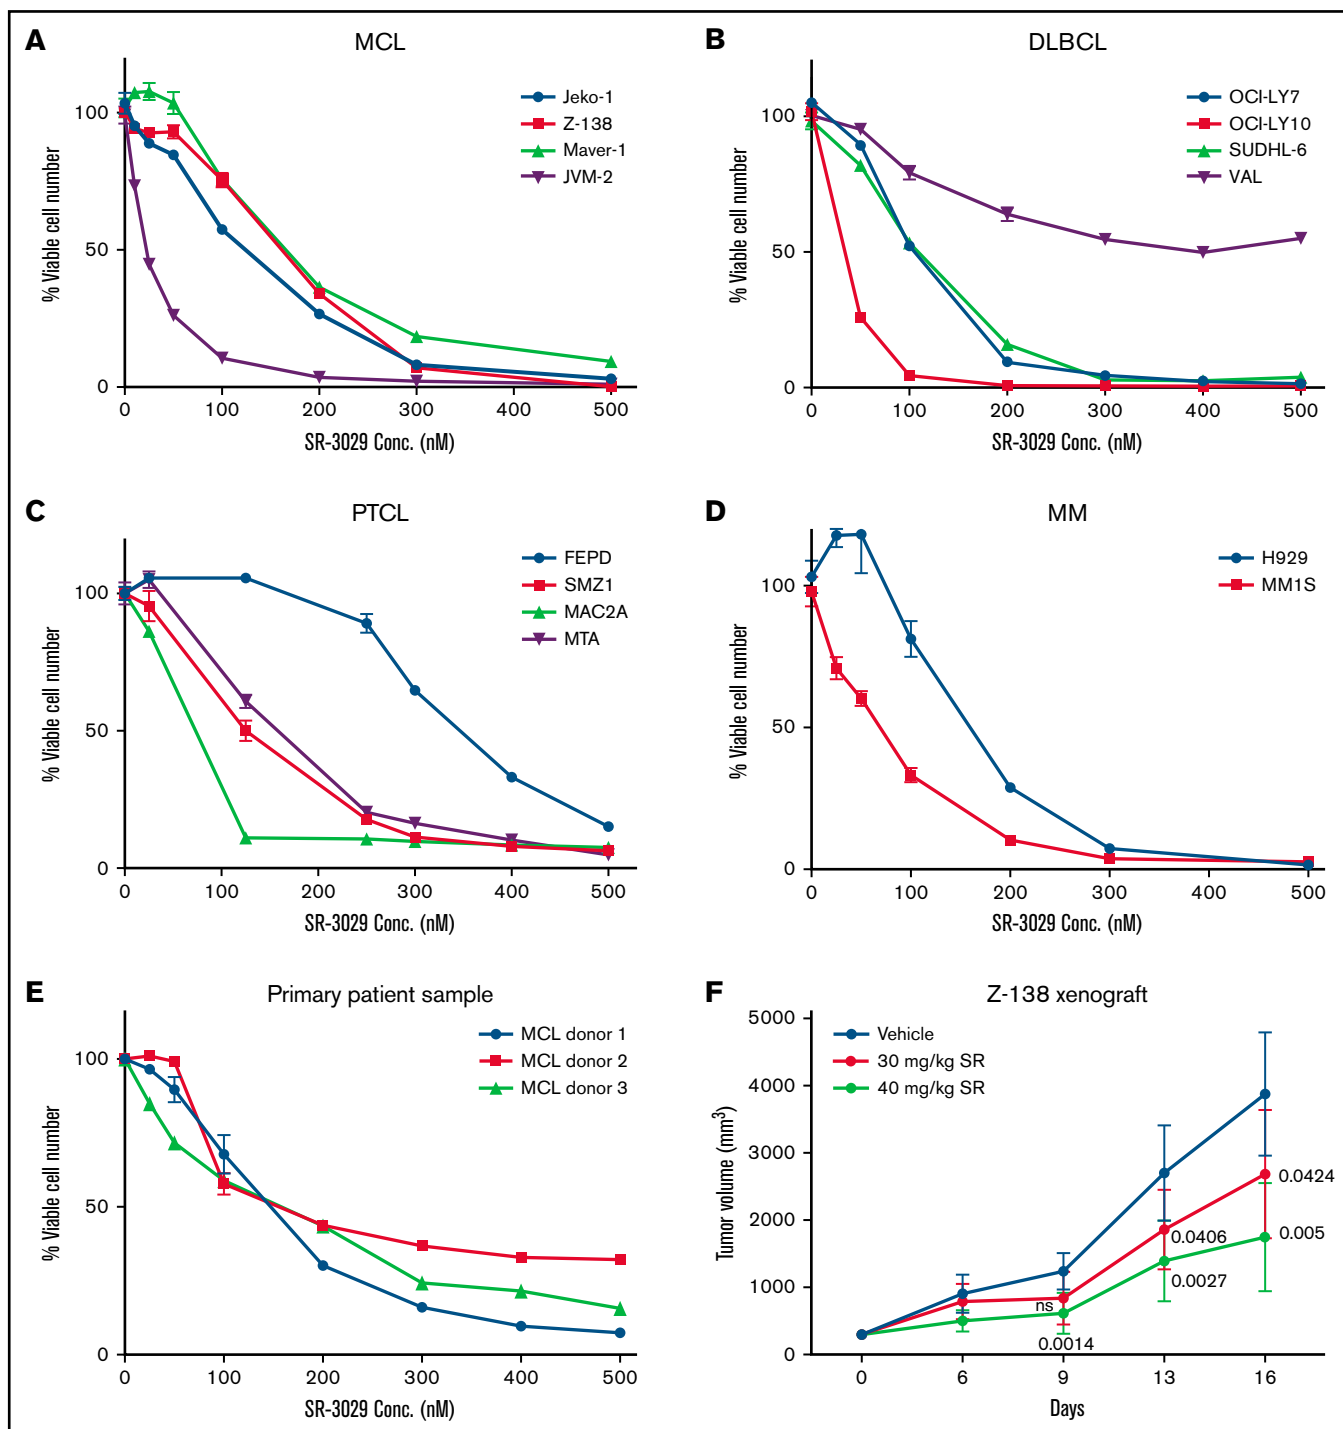 A
MCL
% Viable cell number
100
50
0
0 100 200 300 400 500
SR-3029 Conc. (nM)
Jeko-1
Z-138
Maver-1
JVM-2
B
DLBCL
% Viable cell number
100
50
0
0 100 200 300 400 500
SR-3029 Conc. (nM)
OCI-LY7
OCI-LY10
SUDHL-6
VAL
C
PTCL
% Viable cell number
100
50
0
0 100 200 300 400 500
SR-3029 Conc. (nM)
FEPD
SMZ1
MAC2A
MTA
D
MM
% Viable cell number
100
50
0
0 100 200 300 400 500
SR-3029 Conc. (nM)
H929
MM1S
E
Primary patient sample
% Viable cell number
100
50
0
0 100 200 300 400 500
SR-3029 Conc. (nM)
MCL donor 1
MCL donor 2
MCL donor 3
F
Z-138 xenograft
Tumor volume (mm³)
5000
4000
3000
2000
1000
0
0 6 9 13 16
Days
Vehicle
30 mg/kg SR
40 mg/kg SR
ns
0.0014
0.0406
0.0027
0.0424
0.005